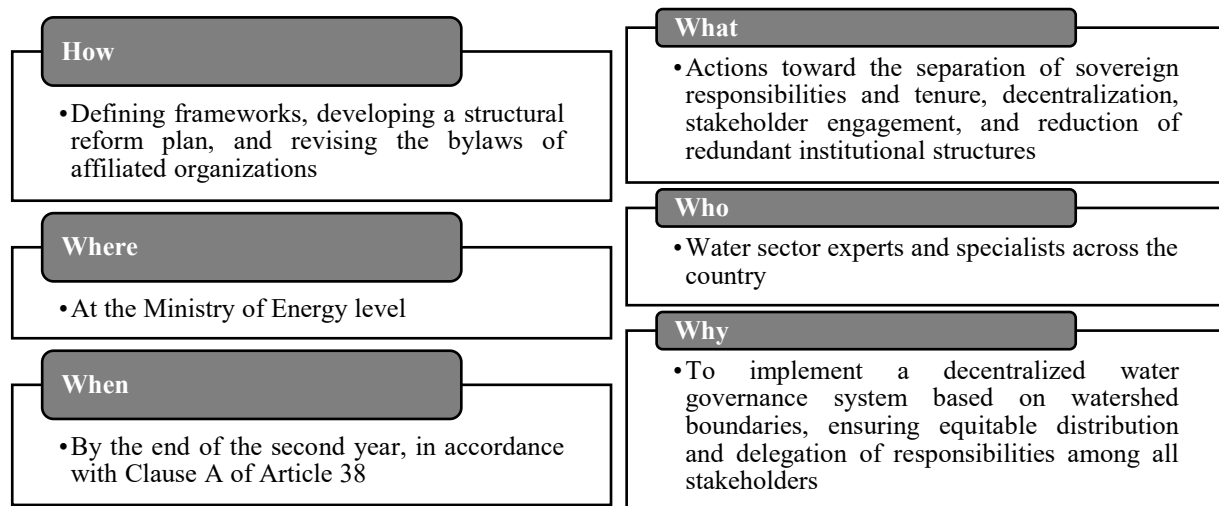 How
•Defining frameworks, developing a structural
reform plan, and revising the bylaws of
affiliated organizations
Where
•At the Ministry of Energy level
When
•By the end of the second year, in accordance
with Clause A of Article 38
What
•Actions toward the separation of sovereign
responsibilities and tenure, decentralization,
stakeholder engagement, and reduction of
redundant institutional structures
Who
•Water sector experts and specialists across the
country
Why
•To implement a decentralized water
governance system based on watershed
boundaries, ensuring equitable distribution
and delegation of responsibilities among all
stakeholders